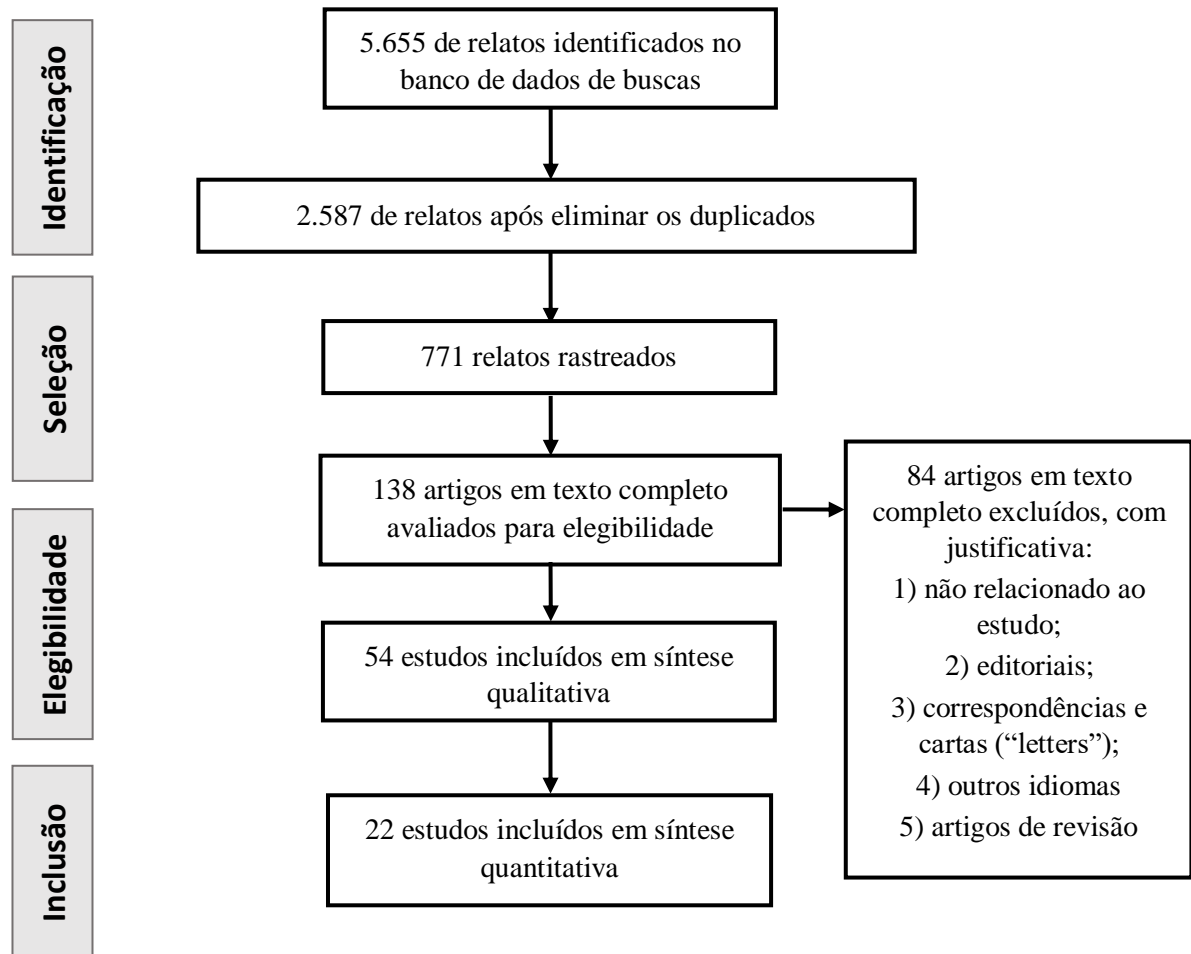 Identificação
5.655 de relatos identificados no
banco de dados de buscas
2.587 de relatos após eliminar os duplicados
Seleção
771 relatos rastreados
138 artigos em texto completo
avaliados para elegibilidade
84 artigos em texto
completo excluídos, com
justificativa:
1) não relacionado ao
estudo;
2) editoriais;
3) correspondências e
cartas (“letters”);
4) outros idiomas
5) artigos de revisão
Elegibilidade
54 estudos incluídos em síntese
qualitativa
Inclusão
22 estudos incluídos em síntese
quantitativa